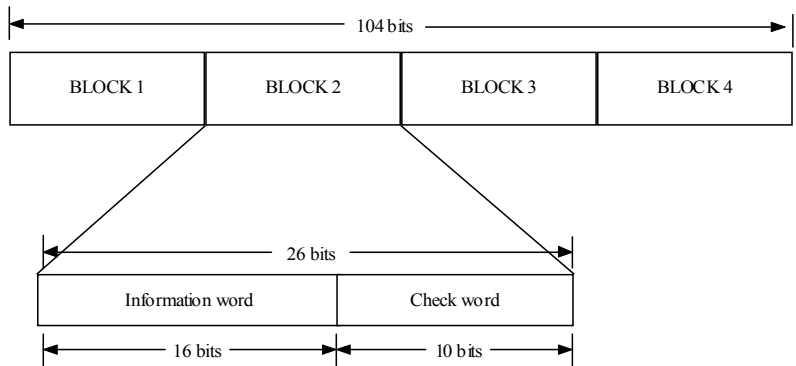 104 bits
BLOCK 1 BLOCK 2 BLOCK 3 BLOCK 4
26 bits
Information word Check word
16 bits 10 bits